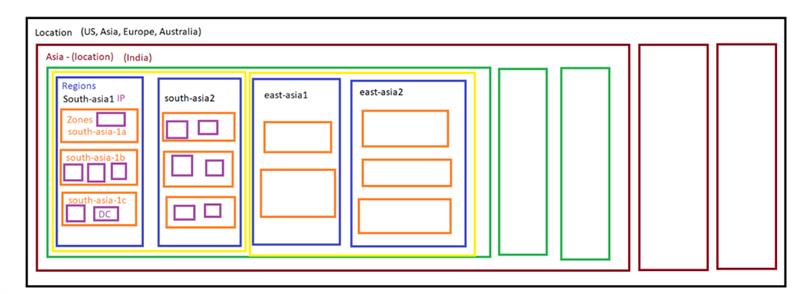 Location (US, Asia, Europe, Australia)
Asia - (location) (India)
Regions
South-asia1 IP
Zones
south-asia-1a
south-asia-1b
south-asia-1c
DC
south-asia2
east-asia1
east-asia2